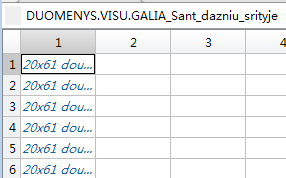 DUOMENYS.VISU.GALIA_Sant_dazniu_srityje
1 2 3 4
1 20x61 dou...
2 20x61 dou...
3 20x61 dou...
4 20x61 dou...
5 20x61 dou...
6 20x61 dou...